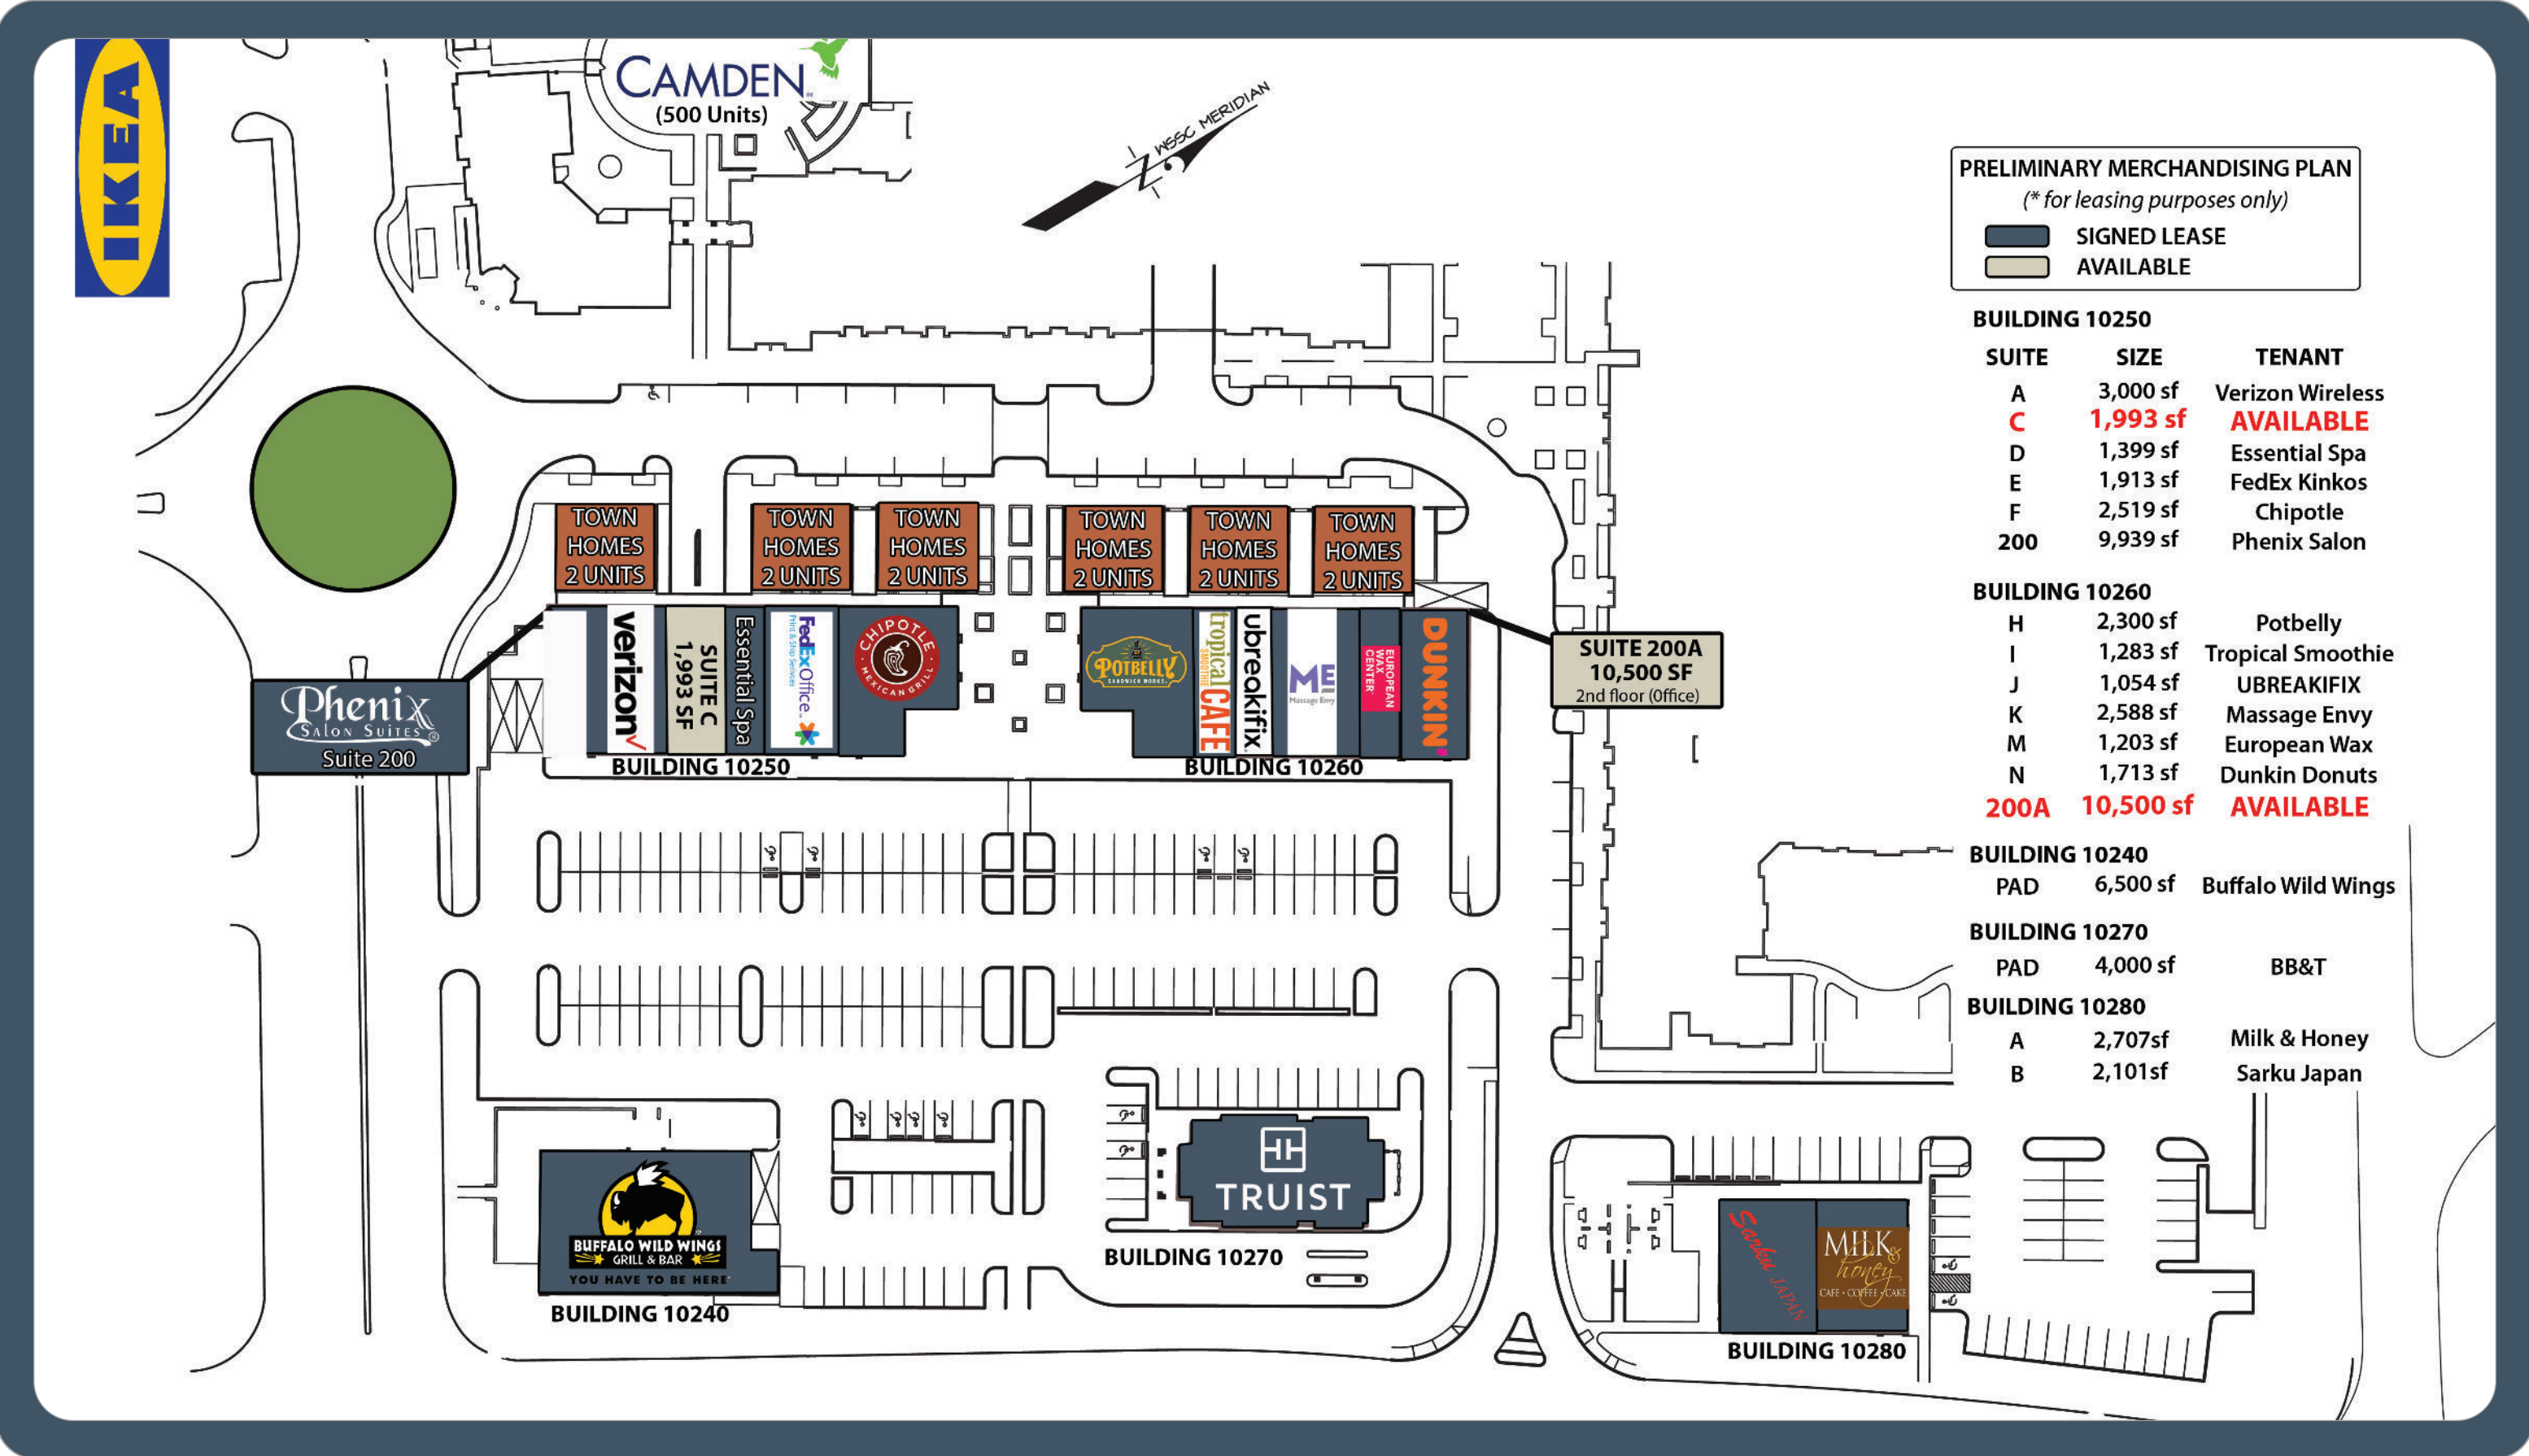 IKEA
CAMDEN
(500 Units)
N WSSC MERIDIAN
PRELIMINARY MERCHANDISING PLAN
(* for leasing purposes only)
SIGNED LEASE
AVAILABLE
BUILDING 10250
SUITE SIZE TENANT
A 3,000 sf Verizon Wireless
C 1,993 sf AVAILABLE
D 1,399 sf Essential Spa
E 1,913 sf FedEx Kinkos
F 2,519 sf Chipotle
200 9,939 sf Phenix Salon
BUILDING 10260
H 2,300 sf Potbelly
I 1,283 sf Tropical Smoothie
J 1,054 sf UBREAKIFIX
K 2,588 sf Massage Envy
M 1,203 sf European Wax
N 1,713 sf Dunkin Donuts
200A 10,500 sf AVAILABLE
BUILDING 10240
PAD 6,500 sf Buffalo Wild Wings
BUILDING 10270
PAD 4,000 sf BB&T
BUILDING 10280
A 2,707sf Milk & Honey
B 2,101sf Sarku Japan
TOWN
HOMES
2 UNITS
TOWN
HOMES
2 UNITS
TOWN
HOMES
2 UNITS
TOWN
HOMES
2 UNITS
TOWN
HOMES
2 UNITS
TOWN
HOMES
2 UNITS
Phenix
SALON SUITES®
Suite 200
verizon
SUITE C
1,993 SF
Essential Spa
FedEx Office
Print & Ship Services
CHIPOTLE
MEXICAN GRILL
BUILDING 10250
POTBELLY
SANDWICH WORKS
tropical
SMOOTHIE
CAFE
ubreakifix
ME
Massage Envy
EUROPEAN
WAX
CENTER
DUNKIN'
BUILDING 10260
SUITE 200A
10,500 SF
2nd floor (Office)
BUFFALO WILD WINGS
GRILL & BAR
YOU HAVE TO BE HERE
BUILDING 10240
TRUIST
BUILDING 10270
Sarku JAPAN
MILK
& honey
CAFE • COFFEE • CAKE
BUILDING 10280